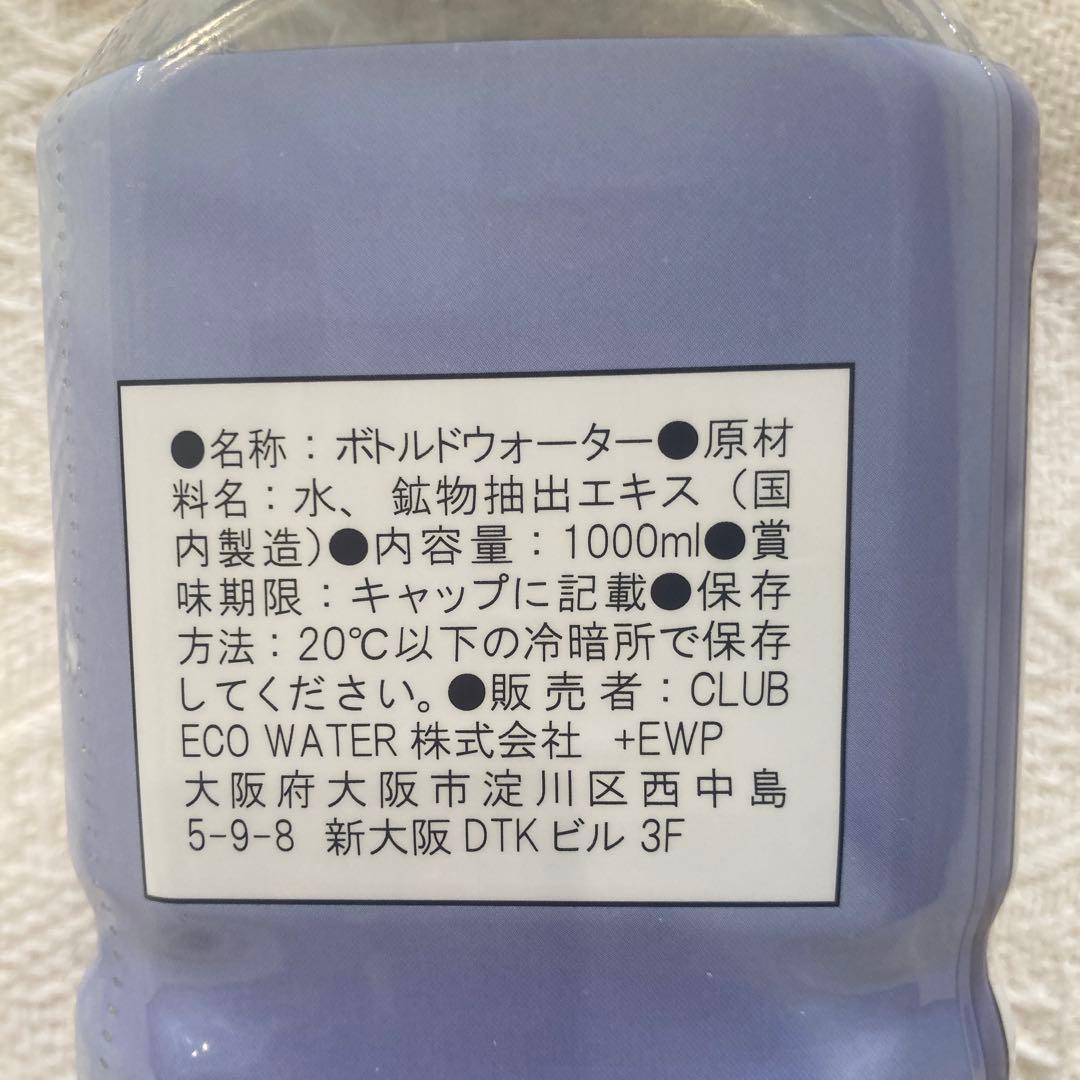 ●名称：ボトルドウォーター●原材
料名：水、鉱物抽出エキス（国
内製造）●内容量：1000ml●賞
味期限：キャップに記載●保存
方法：20℃以下の冷暗所で保存
してください。●販売者：CLUB
ECO WATER 株式会社 +EWP
大阪府大阪市淀川区西中島
5-9-8 新大阪DTKビル 3F